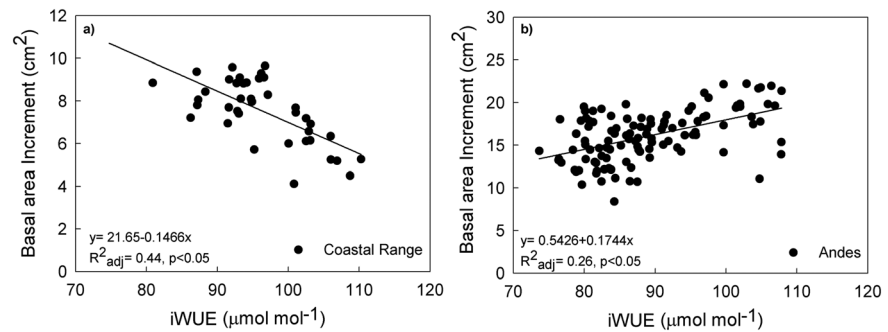 a)
Basal area Increment (cm²)
12
10
8
6
4
2
0
y= 21.65-0.1466x
R²adj= 0.44, p<0.05
Coastal Range
70 80 90 100 110 120
iWUE (μmol mol⁻¹)
b)
Basal area Increment (cm²)
30
25
20
15
10
5
0
y= 0.5426+0.1744x
R²adj= 0.26, p<0.05
Andes
70 80 90 100 110 120
iWUE (μmol mol⁻¹)